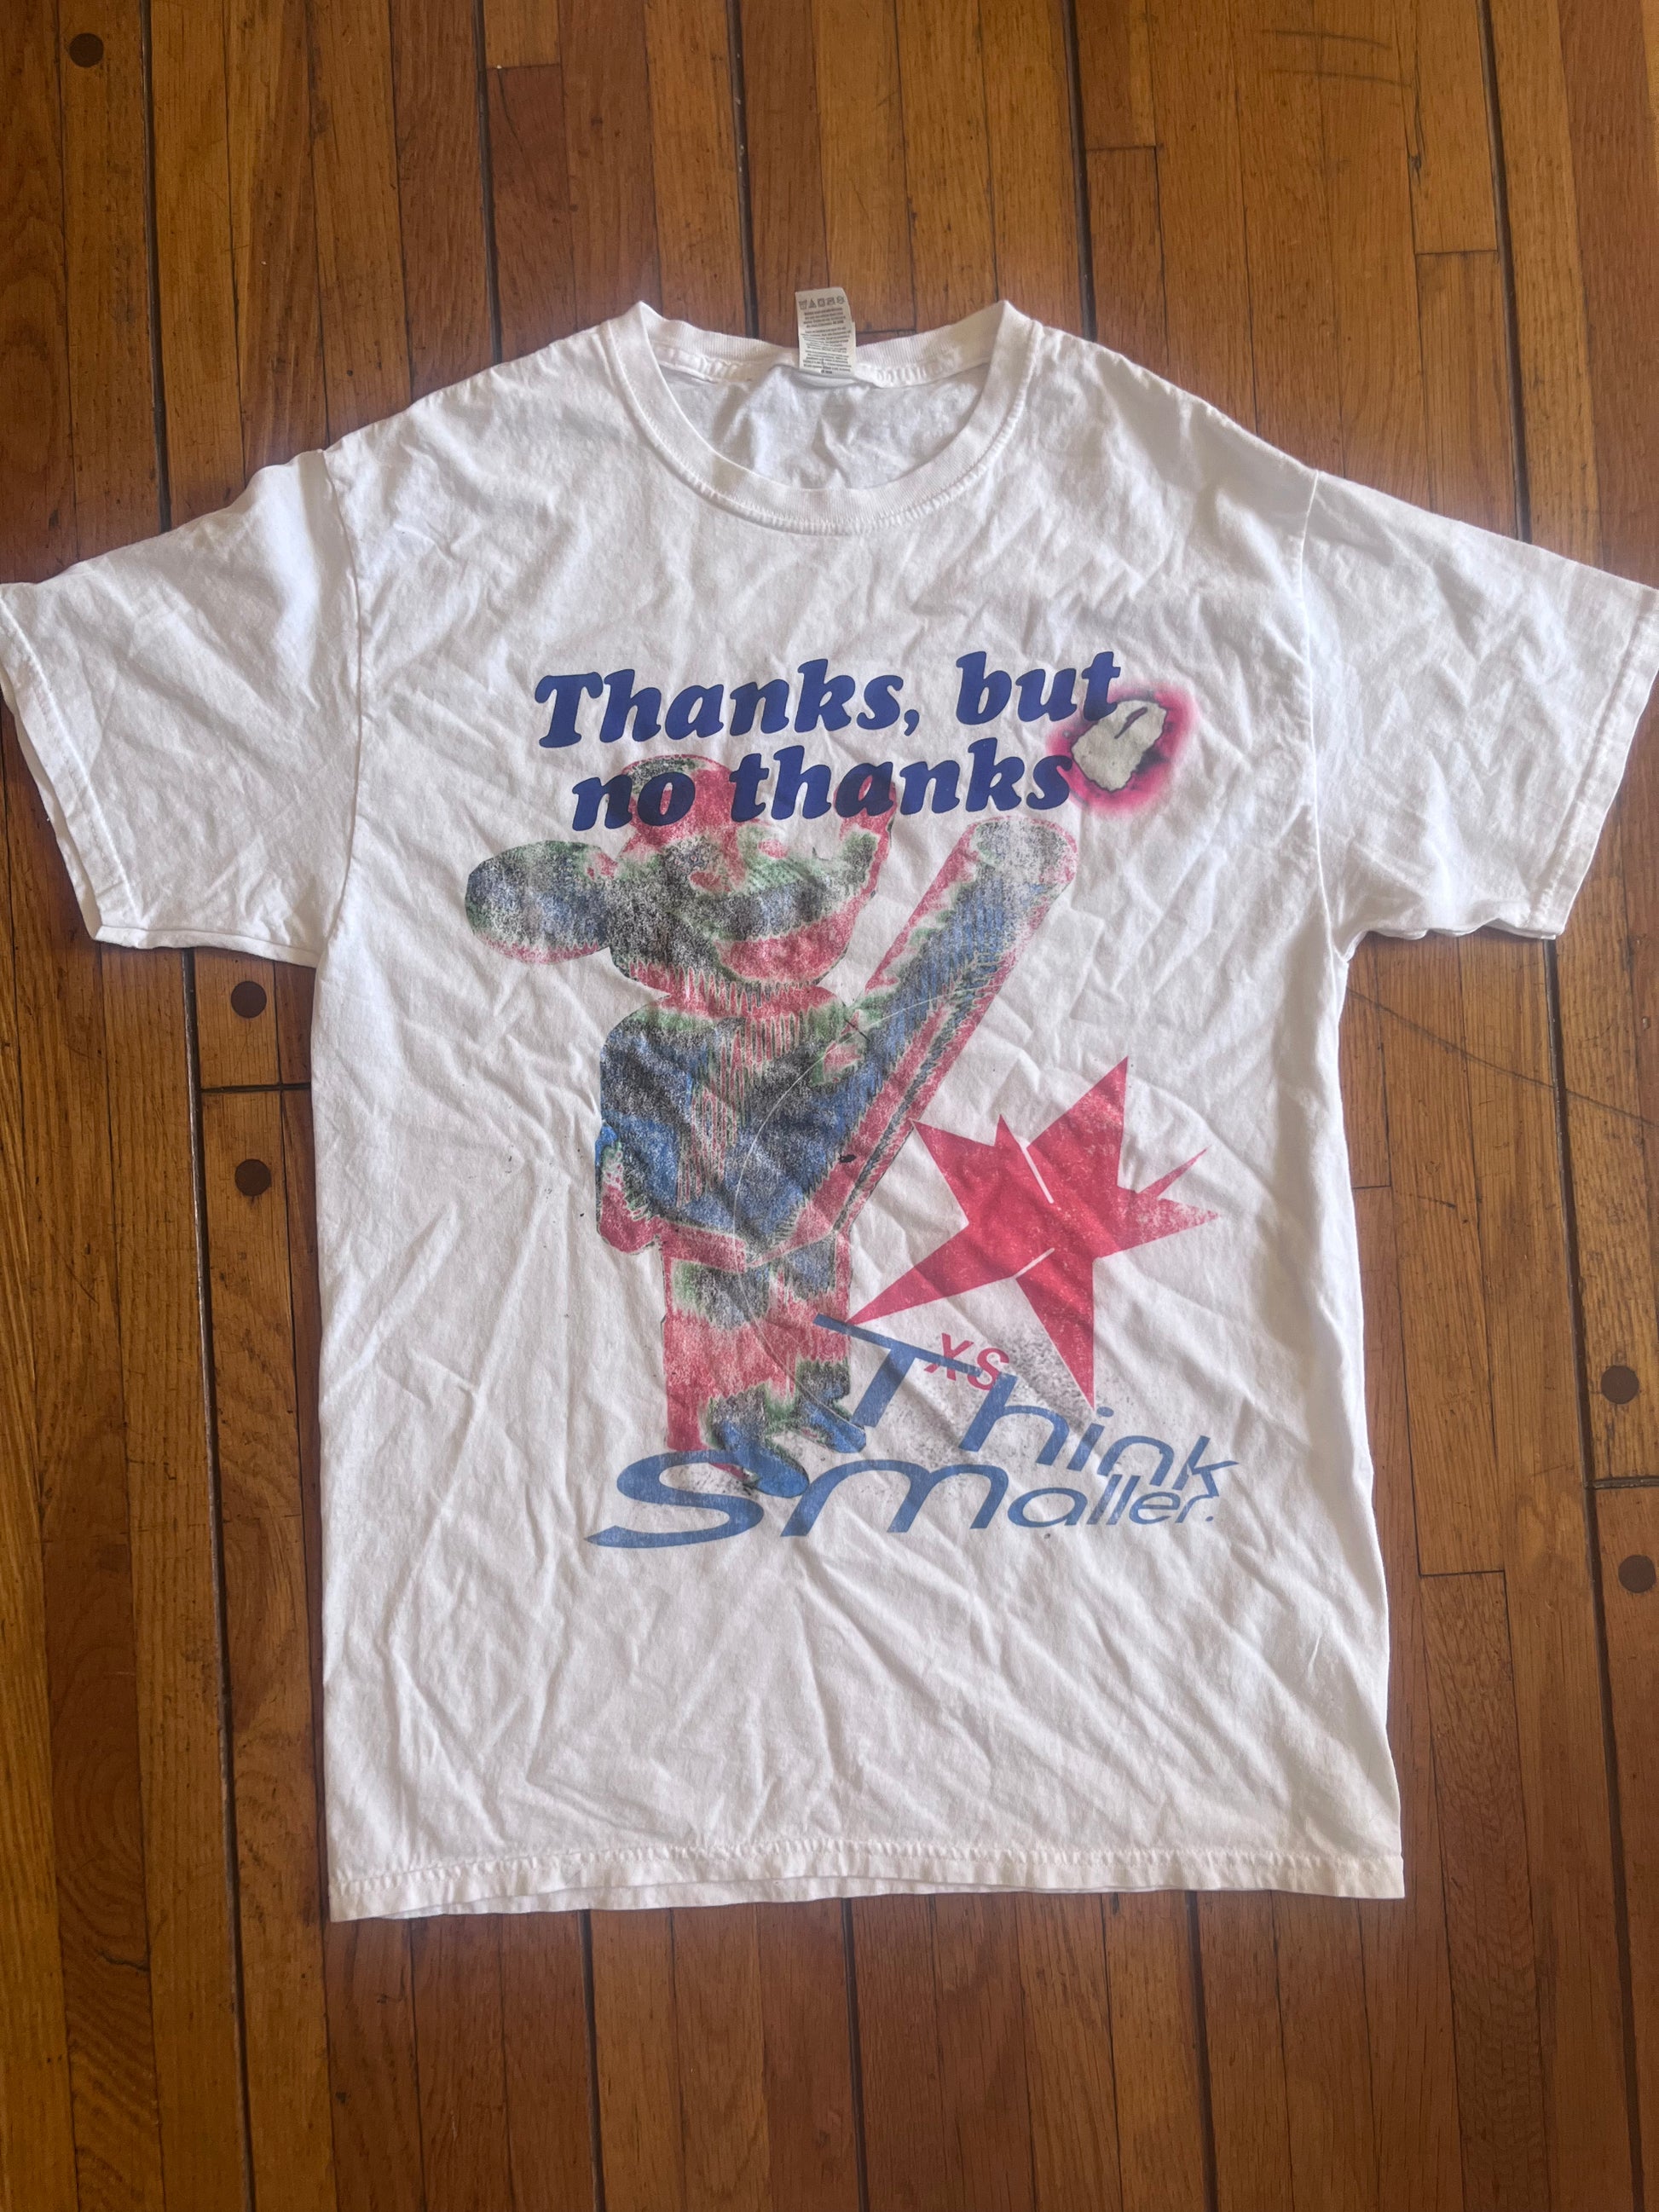 Thanks, but
no thanks
XS
Think
Smaller.